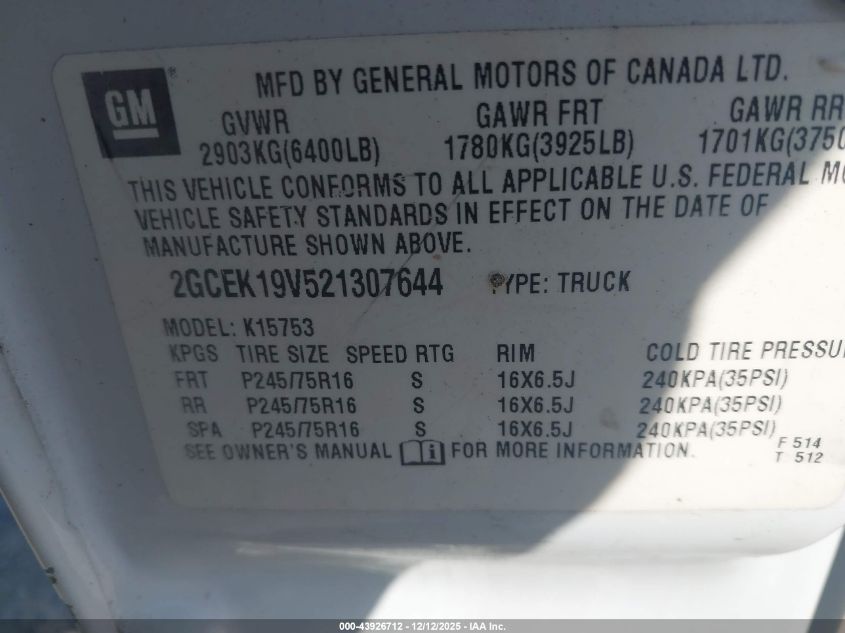 GM®
MFD BY GENERAL MOTORS OF CANADA LTD.
GVWR GAWR FRT GAWR RR
2903KG(6400LB) 1780KG(3925LB) 1701KG(3750
THIS VEHICLE CONFORMS TO ALL APPLICABLE U.S. FEDERAL MO
VEHICLE SAFETY STANDARDS IN EFFECT ON THE DATE OF
MANUFACTURE SHOWN ABOVE.
2GCEK19V521307644 TYPE: TRUCK
MODEL: K15753
KPGS TIRE SIZE SPEED RTG RIM COLD TIRE PRESSU
FRT P245/75R16 S 16X6.5J 240KPA(35PSI)
RR P245/75R16 S 16X6.5J 240KPA(35PSI)
SPA P245/75R16 S 16X6.5J 240KPA(35PSI)
SEE OWNER'S MANUAL i FOR MORE INFORMATION.
F 514
T 512
000-43926712 - 12/12/2025 - IAA Inc.